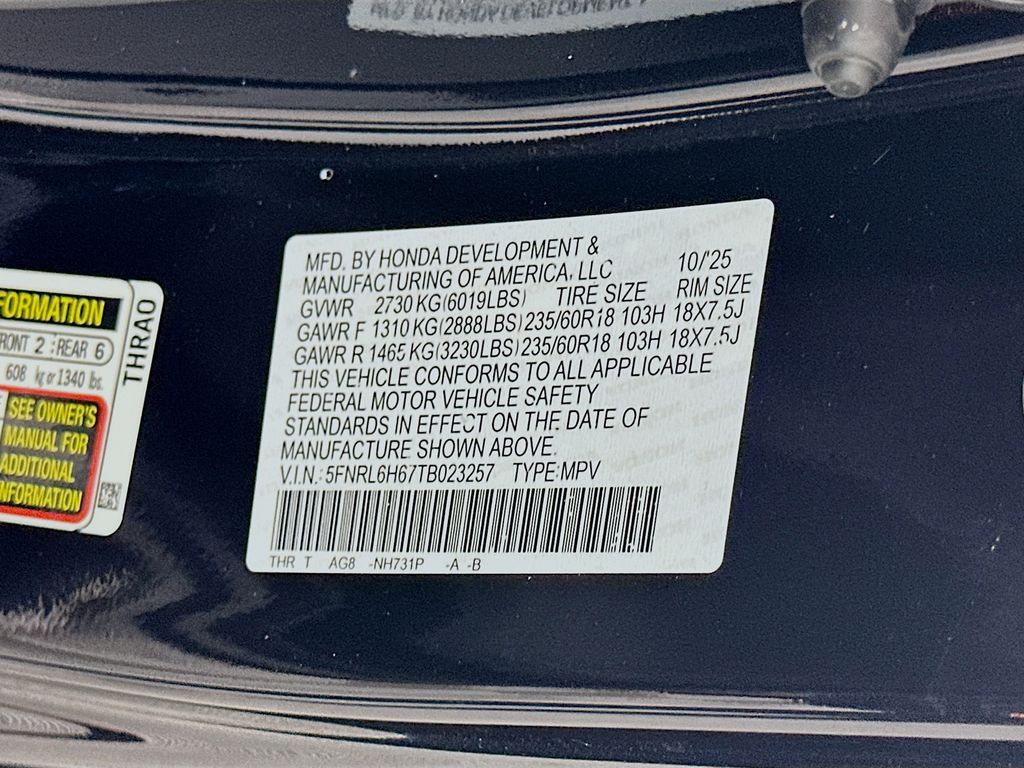 MFD. BY HONDA DEVELOPMENT &
MANUFACTURING OF AMERICA, LLC 10/'25
GVWR 2730 KG(6019LBS) TIRE SIZE RIM SIZE
GAWR F 1310 KG(2888LBS) 235/60R18 103H 18X7.5J
GAWR R 1465 KG(3230LBS) 235/60R18 103H 18X7.5J
THIS VEHICLE CONFORMS TO ALL APPLICABLE
FEDERAL MOTOR VEHICLE SAFETY
STANDARDS IN EFFECT ON THE DATE OF
MANUFACTURE SHOWN ABOVE.
V.I.N.: 5FNRL6H67TB023257 TYPE:MPV
THR T AG8 -NH731P -A -B
FORMATION
RONT 2 : REAR 6
608 kg or 1340 lbs.
SEE OWNER'S
MANUAL FOR
ADDITIONAL
INFORMATION
THRA0